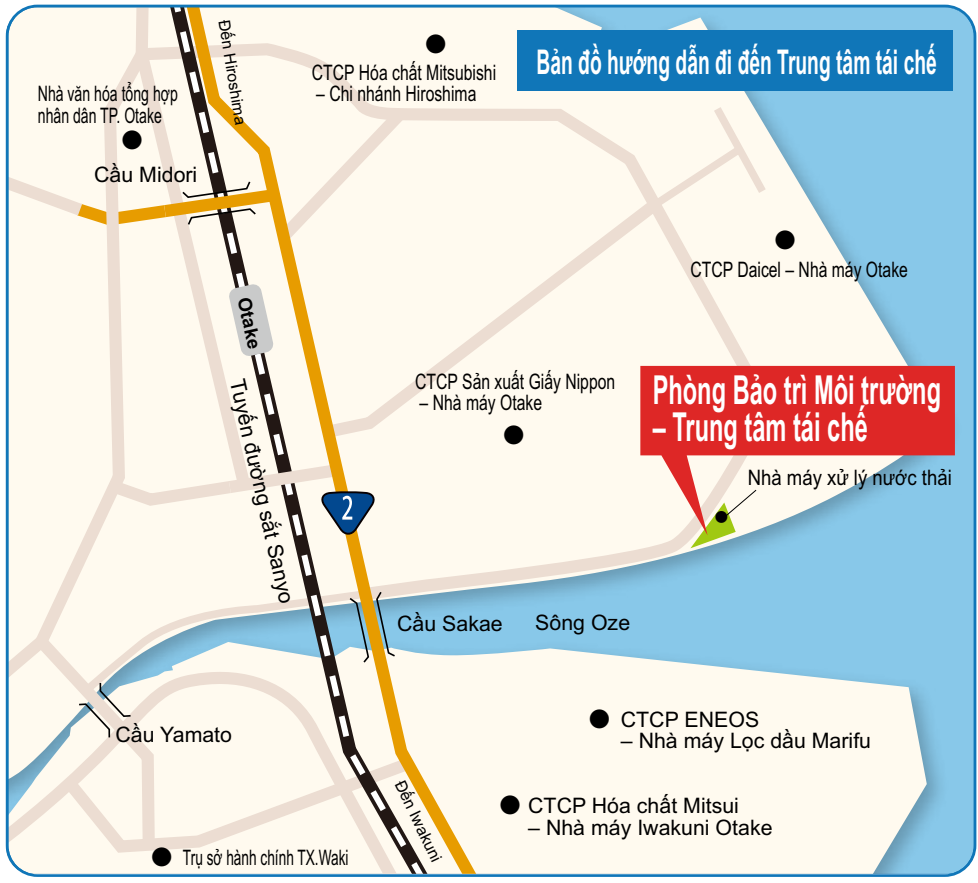 Bản đồ hướng dẫn đi đến Trung tâm tái chế
Đến Hiroshima
CTCP Hóa chất Mitsubishi
– Chi nhánh Hiroshima
Nhà văn hóa tổng hợp
nhân dân TP. Otake
Cầu Midori
CTCP Daicel – Nhà máy Otake
Otake
CTCP Sản xuất Giấy Nippon
– Nhà máy Otake
Phòng Bảo trì Môi trường
– Trung tâm tái chế
Nhà máy xử lý nước thải
Tuyến đường sắt Sanyo
2
Cầu Sakae
Sông Oze
Cầu Yamato
CTCP ENEOS
– Nhà máy Lọc dầu Marifu
Đến Iwakuni
CTCP Hóa chất Mitsui
– Nhà máy Iwakuni Otake
Trụ sở hành chính TX.Waki